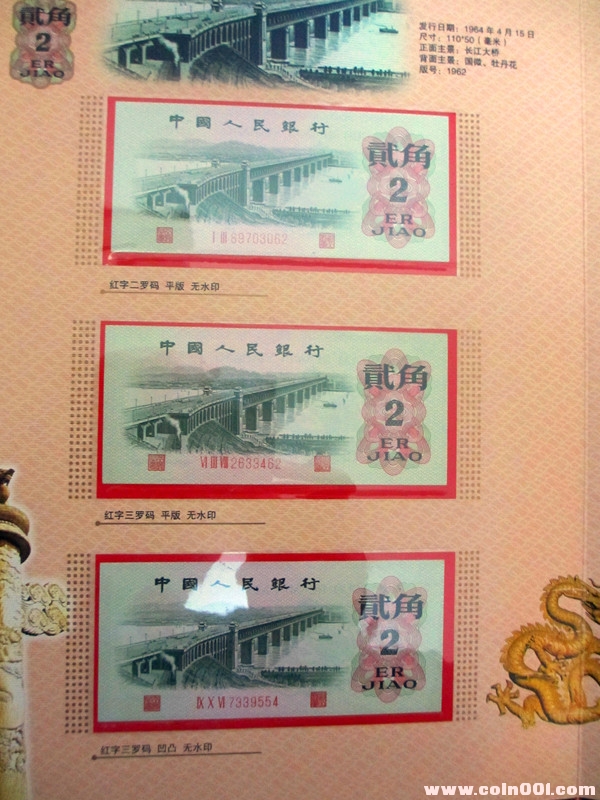 贰角
2
ER
JIAO
发行日期：1964年4月15日
尺寸：110*50（毫米）
正面主景：长江大桥
背面主景：国徽、牡丹花
版号：1962
中國人民銀行
貳角
2
ER
JIAO
I III 59703062
红字二罗码 平版 无水印
中國人民銀行
貳角
2
ER
JIAO
VI III VIII 2633462
红字三罗码 平版 无水印
中國人民銀行
貳角
2
ER
JIAO
IX X VI 7339554
红字三罗码 凹凸 无水印
www.coin001.com